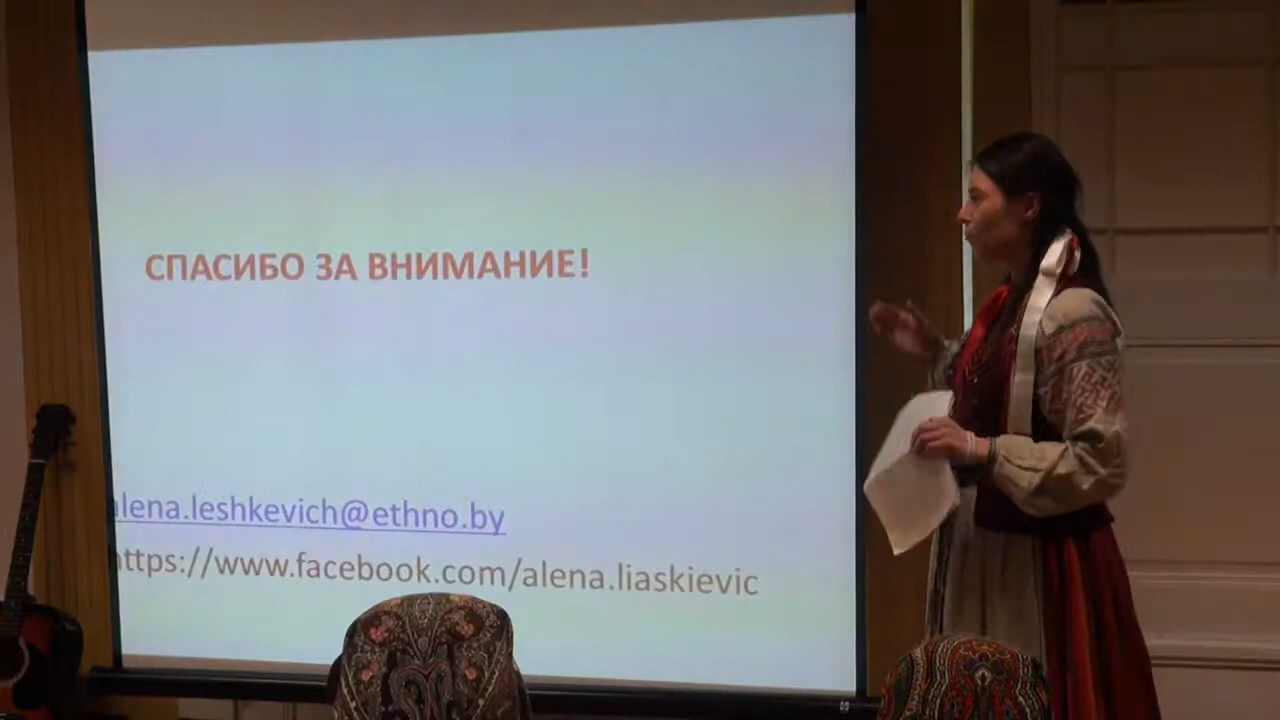 СПАСИБО ЗА ВНИМАНИЕ!
alena.leshkevich@ethno.by
https://www.facebook.com/alena.liaskievic